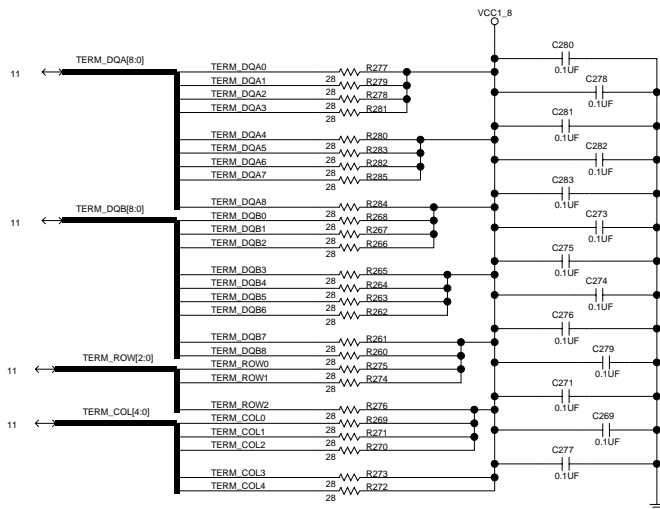 VCC1_8
TERM_DQA[8:0]
11
TERM_DQA0
R277
28
TERM_DQA1
R279
28
TERM_DQA2
R278
28
TERM_DQA3
R281
28
TERM_DQA4
R280
28
TERM_DQA5
R283
28
TERM_DQA6
R282
28
TERM_DQA7
R285
28
TERM_DQB[8:0]
11
TERM_DQA8
R284
28
TERM_DQB0
R268
28
TERM_DQB1
R267
28
TERM_DQB2
R266
28
TERM_DQB3
R265
28
TERM_DQB4
R264
28
TERM_DQB5
R263
28
TERM_DQB6
R262
28
TERM_DQB7
R261
28
TERM_DQB8
R260
28
TERM_ROW[2:0]
11
TERM_ROW0
R275
28
TERM_ROW1
R274
28
TERM_COL[4:0]
11
TERM_ROW2
R276
28
TERM_COL0
R269
28
TERM_COL1
R271
28
TERM_COL2
R270
28
TERM_COL3
R273
28
TERM_COL4
R272
28
C280
0.1UF
C278
0.1UF
C281
0.1UF
C282
0.1UF
C283
0.1UF
C273
0.1UF
C275
0.1UF
C274
0.1UF
C276
0.1UF
C279
0.1UF
C271
0.1UF
C269
0.1UF
C277
0.1UF